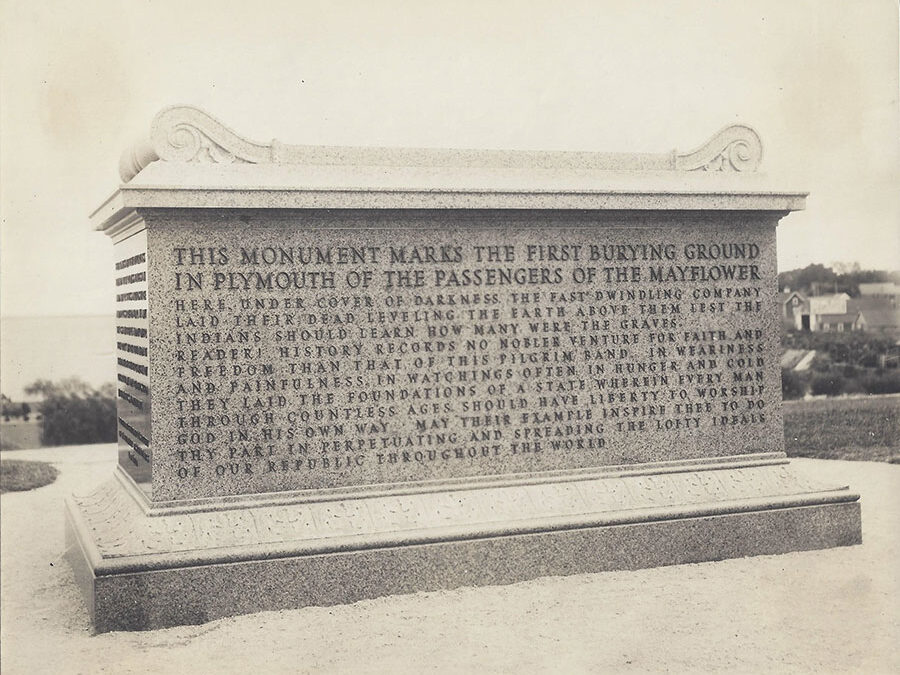 THIS MONUMENT MARKS THE FIRST BURYING GROUND
IN PLYMOUTH OF THE PASSENGERS OF THE MAYFLOWER
HERE, UNDER COVER OF DARKNESS, THE FAST DWINDLING COMPANY
LAID THEIR DEAD, LEVELING THE EARTH ABOVE THEM LEST THE
INDIANS SHOULD LEARN HOW MANY WERE THE GRAVES.
READER! HISTORY RECORDS NO NOBLER VENTURE FOR FAITH AND
FREEDOM THAN THAT OF THIS PILGRIM BAND. IN WEARINESS
AND PAINFULNESS, IN WATCHINGS OFTEN, IN HUNGER AND COLD
THEY LAID THE FOUNDATIONS OF A STATE WHEREIN EVERY MAN
THROUGH COUNTLESS AGES SHOULD HAVE LIBERTY TO WORSHIP
GOD IN HIS OWN WAY. MAY THEIR EXAMPLE INSPIRE THEE TO DO
THY PART IN PERPETUATING AND SPREADING THE LOFTY IDEALS
OF OUR REPUBLIC THROUGHOUT THE WORLD